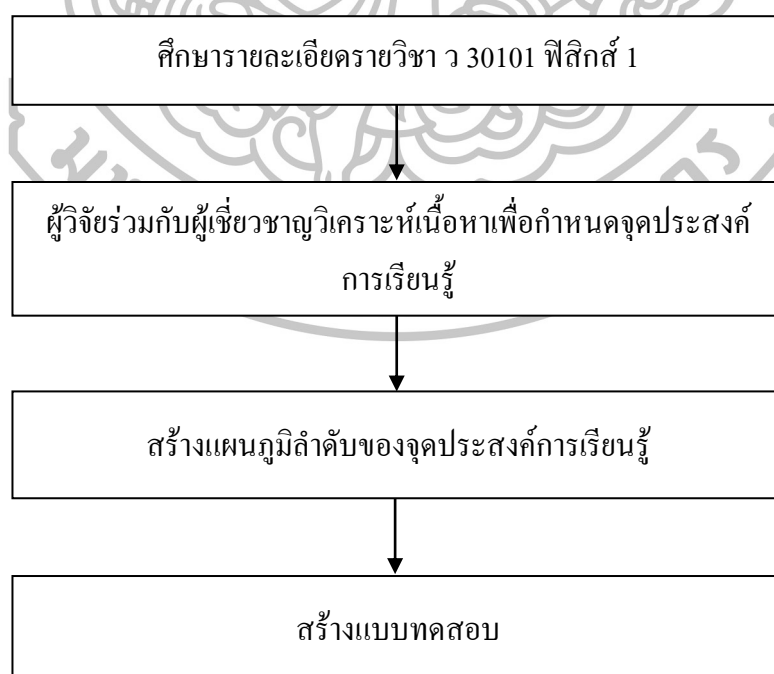 ศึกษารายละเอียดรายวิชา ว 30101 ฟิสิกส์ 1
ผู้วิจัยร่วมกับผู้เชี่ยวชาญวิเคราะห์เนื้อหาเพื่อกำหนดจุดประสงค์
การเรียนรู้
สร้างแผนภูมิลำดับของจุดประสงค์การเรียนรู้
สร้างแบบทดสอบ